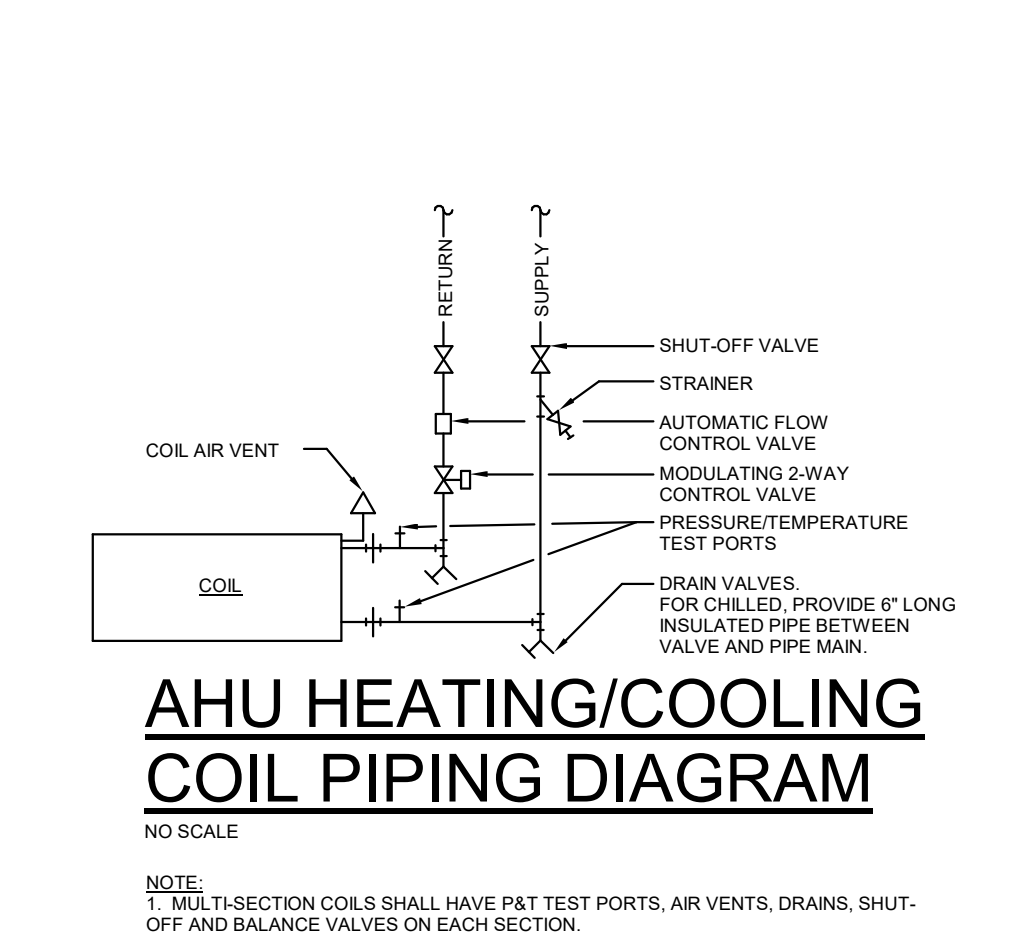 RETURN
SUPPLY
SHUT-OFF VALVE
STRAINER
AUTOMATIC FLOW
CONTROL VALVE
COIL AIR VENT
MODULATING 2-WAY
CONTROL VALVE
PRESSURE/TEMPERATURE
TEST PORTS
COIL
DRAIN VALVES.
FOR CHILLED, PROVIDE 6" LONG
INSULATED PIPE BETWEEN
VALVE AND PIPE MAIN.
AHU HEATING/COOLING
COIL PIPING DIAGRAM
NO SCALE
NOTE:
1. MULTI-SECTION COILS SHALL HAVE P&T TEST PORTS, AIR VENTS, DRAINS, SHUT-
OFF AND BALANCE VALVES ON EACH SECTION.